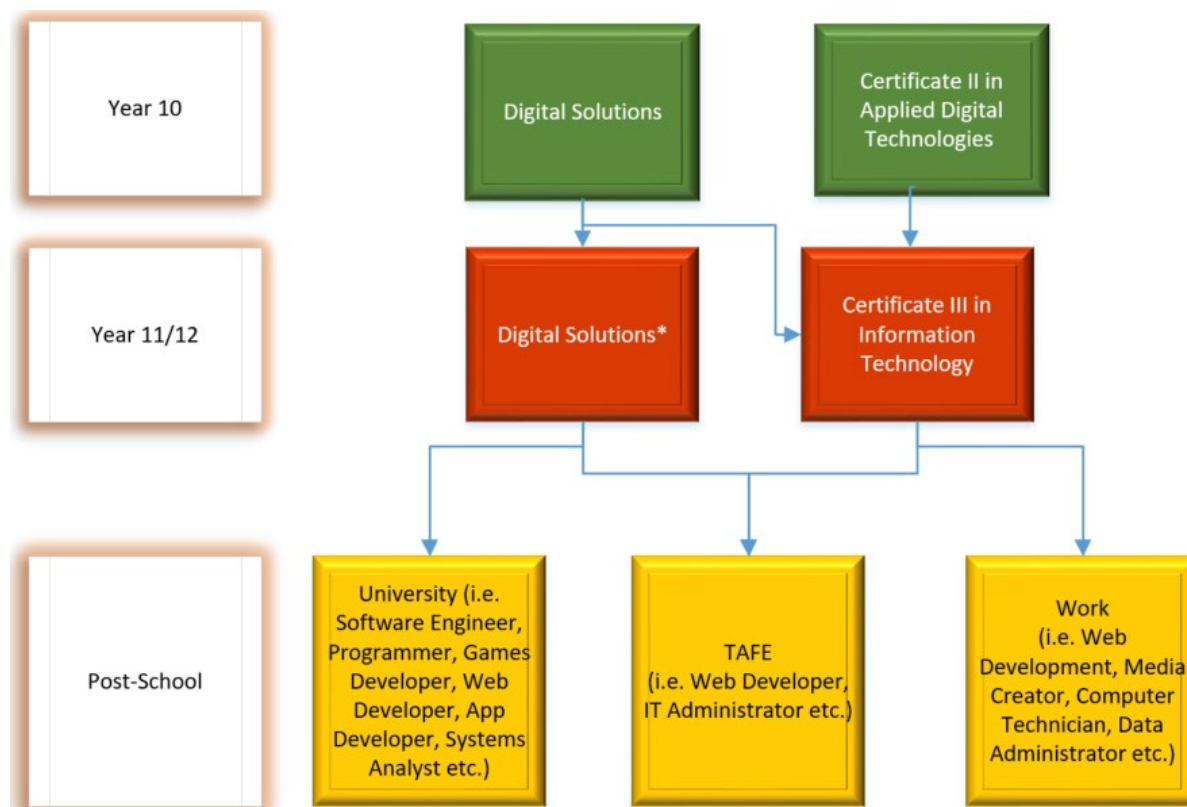 Year 10
Digital Solutions
Certificate II in
Applied Digital
Technologies
Year 11/12
Digital Solutions*
Certificate III in
Information
Technology
Post-School
University (i.e.
Software Engineer,
Programmer, Games
Developer, Web
Developer, App
Developer, Systems
Analyst etc.)
TAFE
(i.e. Web Developer,
IT Administrator etc.)
Work
(i.e. Web
Development, Media
Creator, Computer
Technician, Data
Administrator etc.)